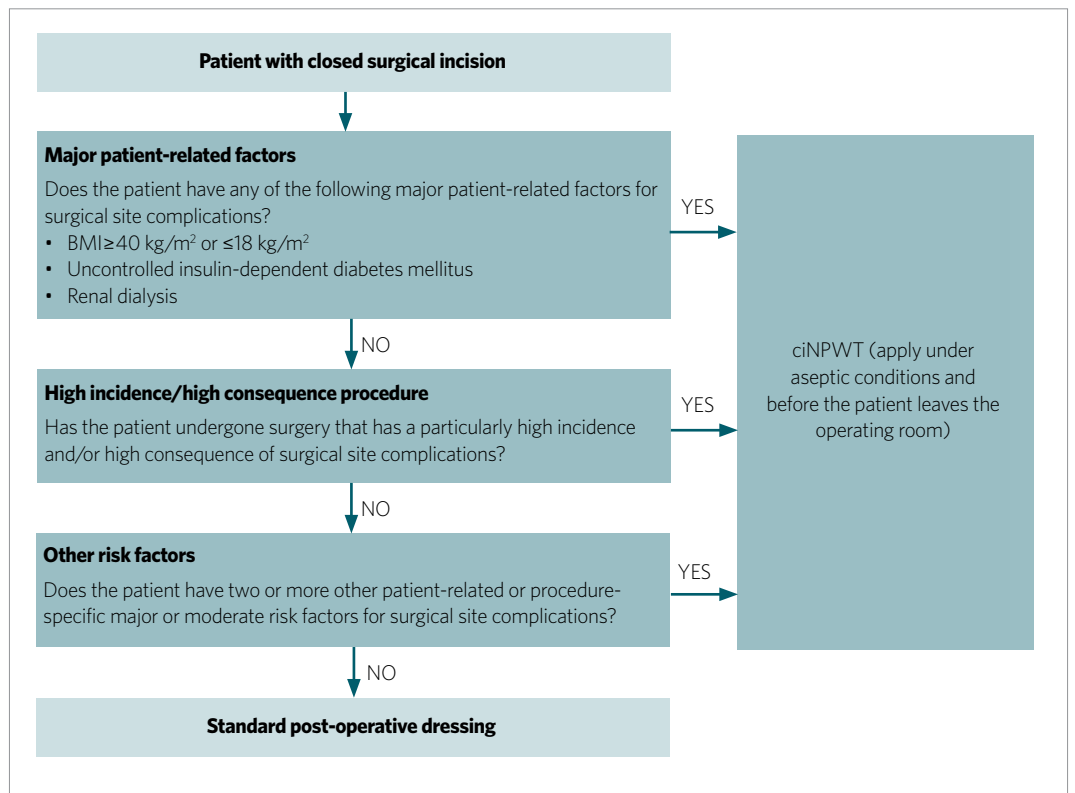 Patient with closed surgical incision
Major patient-related factors
Does the patient have any of the following major patient-related factors for
surgical site complications?
• BMI≥40 kg/m² or ≤18 kg/m²
• Uncontrolled insulin-dependent diabetes mellitus
• Renal dialysis
YES
NO
High incidence/high consequence procedure
Has the patient undergone surgery that has a particularly high incidence
and/or high consequence of surgical site complications?
YES
NO
Other risk factors
Does the patient have two or more other patient-related or procedure-
specific major or moderate risk factors for surgical site complications?
YES
NO
Standard post-operative dressing
ciNPWT (apply under
aseptic conditions and
before the patient leaves the
operating room)